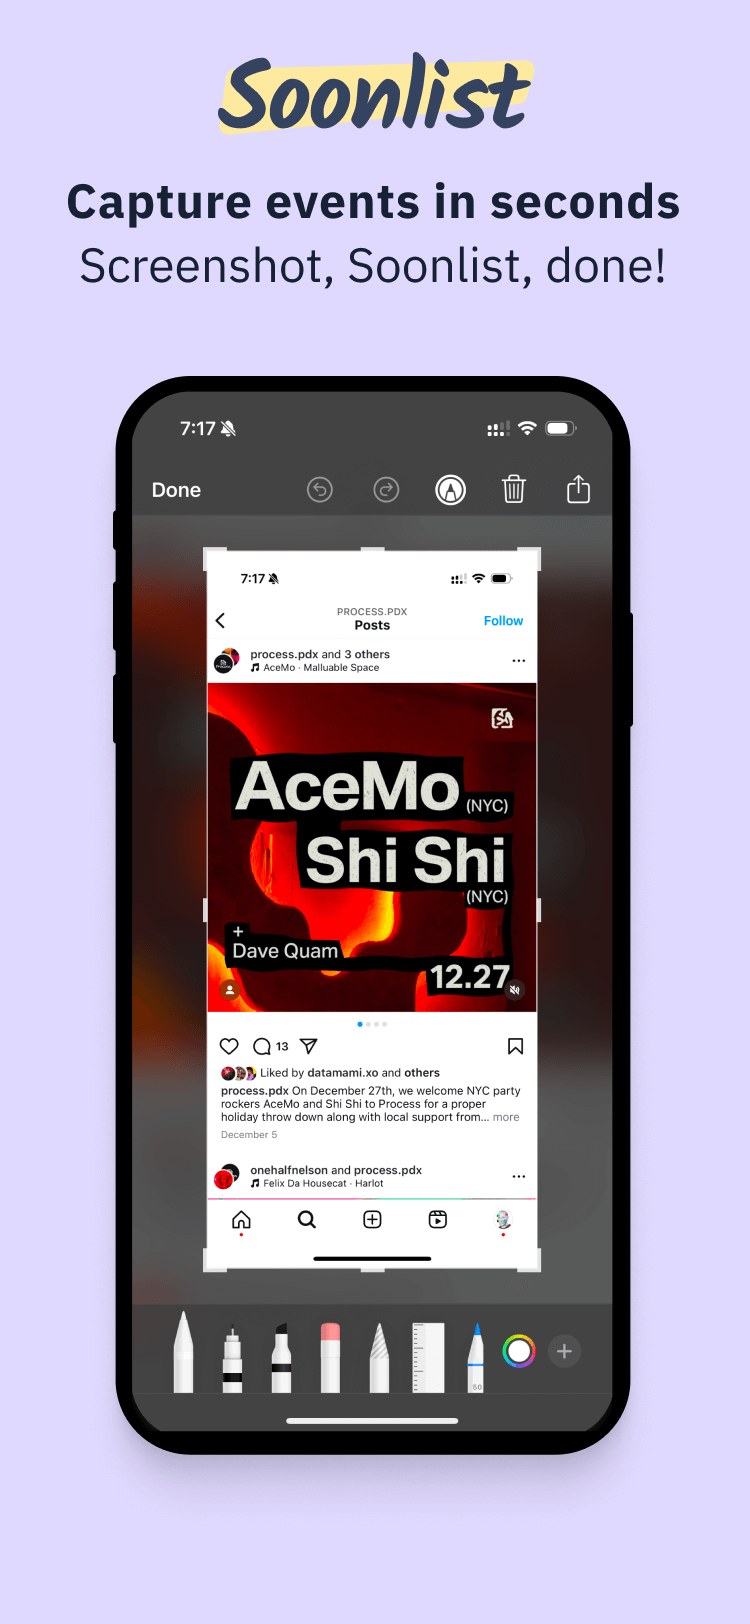 Soonlist
Capture events in seconds
Screenshot, Soonlist, done!
7:17
Done
7:17
PROCESS.PDX
Posts
Follow
process.pdx and 3 others
AceMo · Malluable Space
AceMo (NYC)
Shi Shi
(NYC)
+
Dave Quam
12.27
13
Liked by datamami.xo and others
process.pdx On December 27th, we welcome NYC party
rockers AceMo and Shi Shi to Process for a proper
holiday throw down along with local support from... more
December 5
onehalfnelson and process.pdx
Felix Da Housecat · Harlot
50